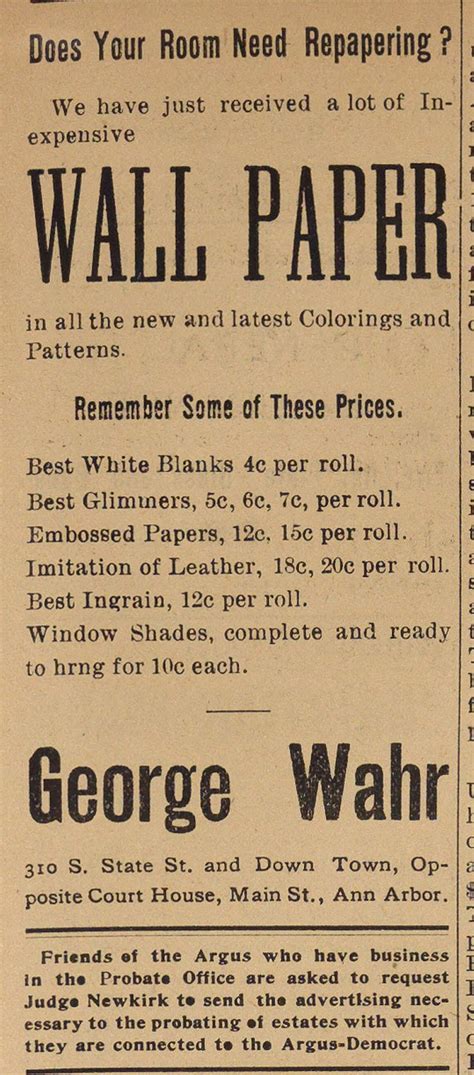 Does Your Room Need Repapering?
We have just received a lot of In-
expensive
WALL PAPER
in all the new and latest Colorings and
Patterns.
Remember Some of These Prices.
Best White Blanks 4c per roll.
Best Glimmers, 5c, 6c, 7c, per roll.
Embossed Papers, 12c, 15c per roll.
Imitation of Leather, 18c, 20c per roll.
Best Ingrain, 12c per roll.
Window Shades, complete and ready
to hrng for 10c each.
George Wahr
310 S. State St. and Down Town, Op-
posite Court House, Main St., Ann Arbor.
Friends of the Argus who have business
in the Probate Office are asked to request
Judge Newkirk to send the advertising nec-
essary to the probating of estates with which
they are connected to the Argus-Democrat.